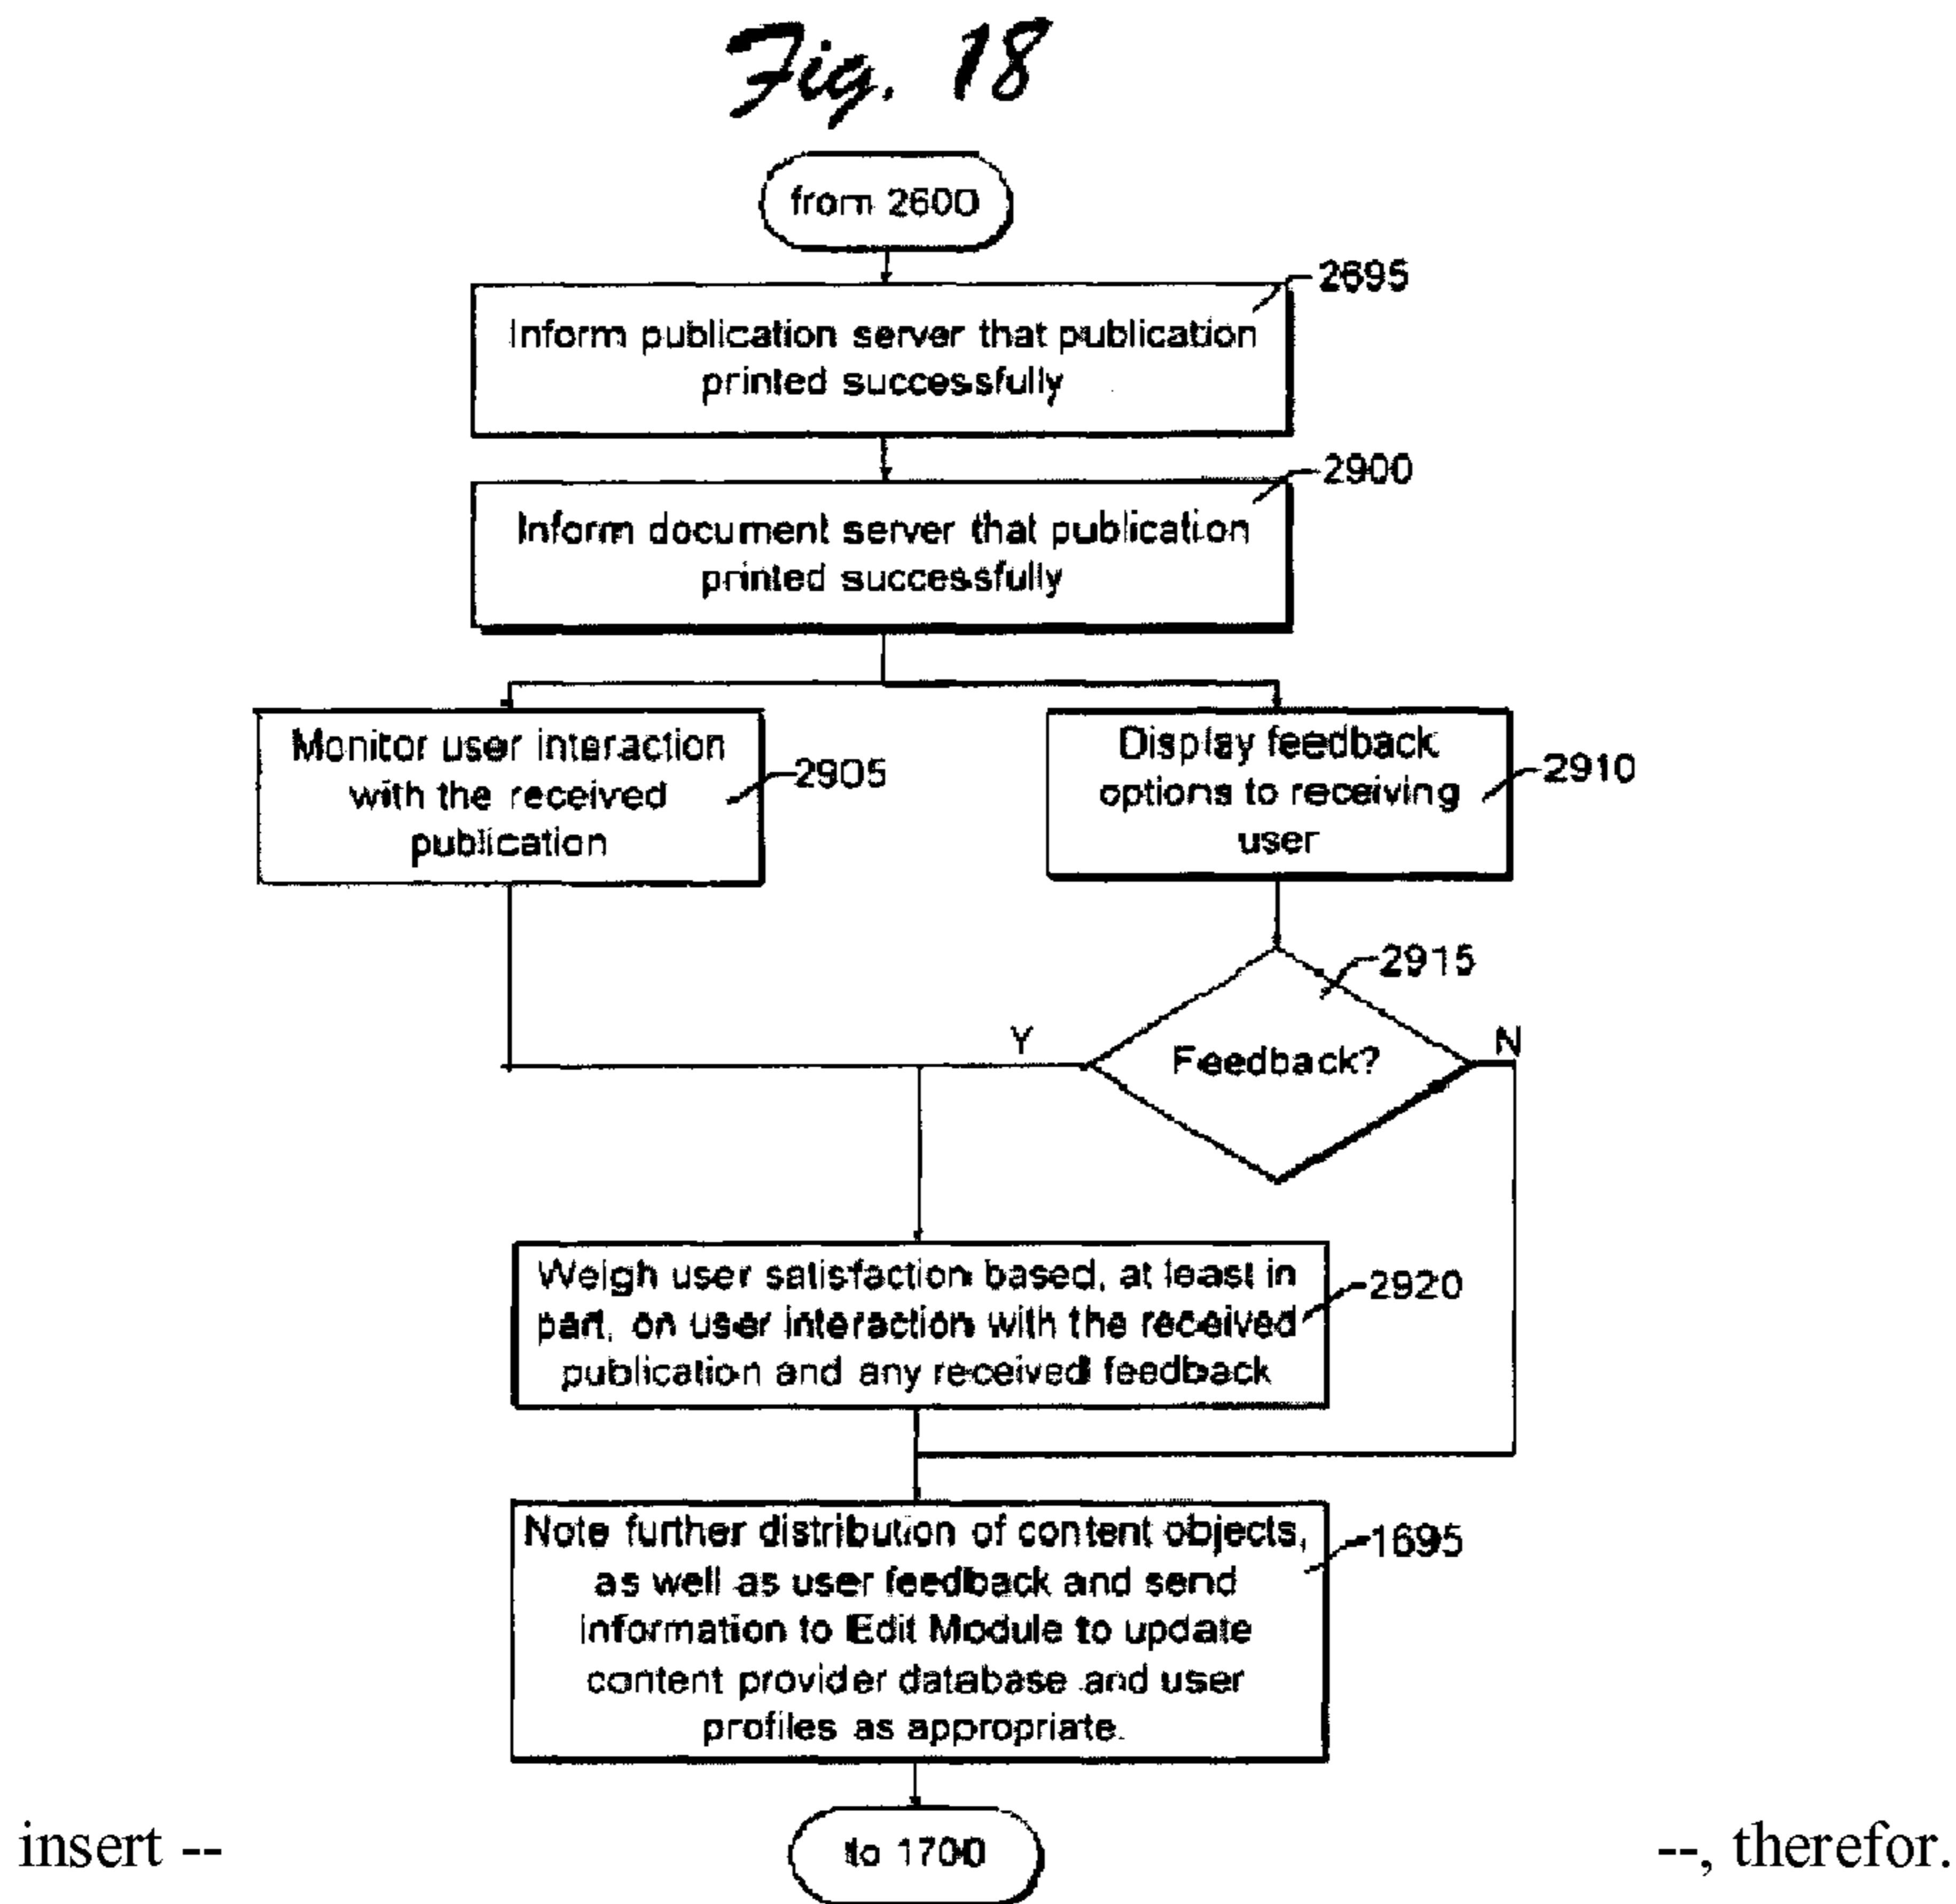 Fig. 18
from 2600
2695
Inform publication server that publication
printed successfully
2900
Inform document server that publication
printed successfully
Monitor user interaction
with the received
publication
2905
Display feedback
options to receiving
user
2910
2915
Y
Feedback?
N
Weigh user satisfaction based, at least in
part, on user interaction with the received
publication and any received feedback
2920
Note further distribution of content objects,
as well as user feedback and send
information to Edit Module to update
content provider database and user
profiles as appropriate.
1695
insert --
to 1700
--, therefor.